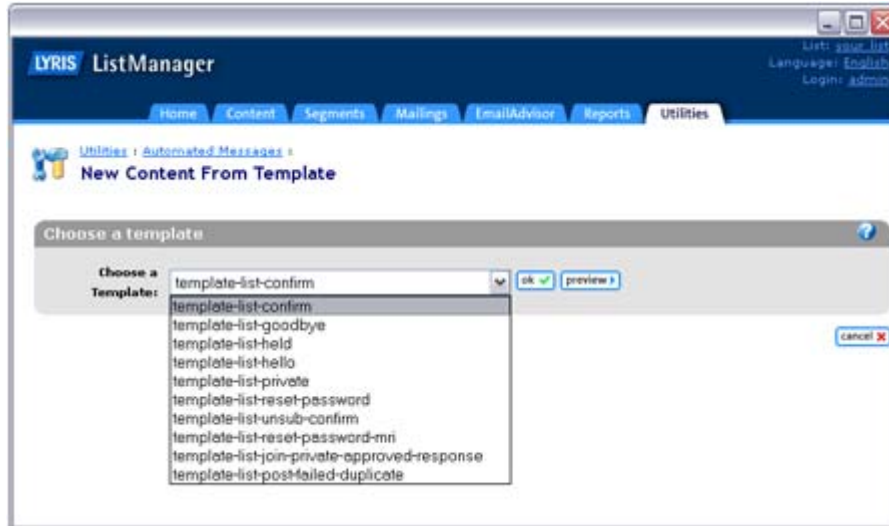 List: your_list
Language: English
Login: admin
LYRIS ListManager
Home Content Segments Mailings EmailAdvisor Reports Utilities
Utilities : Automated Messages :
New Content From Template
Choose a template ?
Choose a Template:
template-list-confirm ok preview
template-list-confirm
template-list-goodbye
template-list-held
template-list-hello
template-list-private
template-list-reset-password
template-list-unsub-confirm
template-list-reset-password-mri
template-list-join-private-approved-response
template-list-post-failed-duplicate
cancel